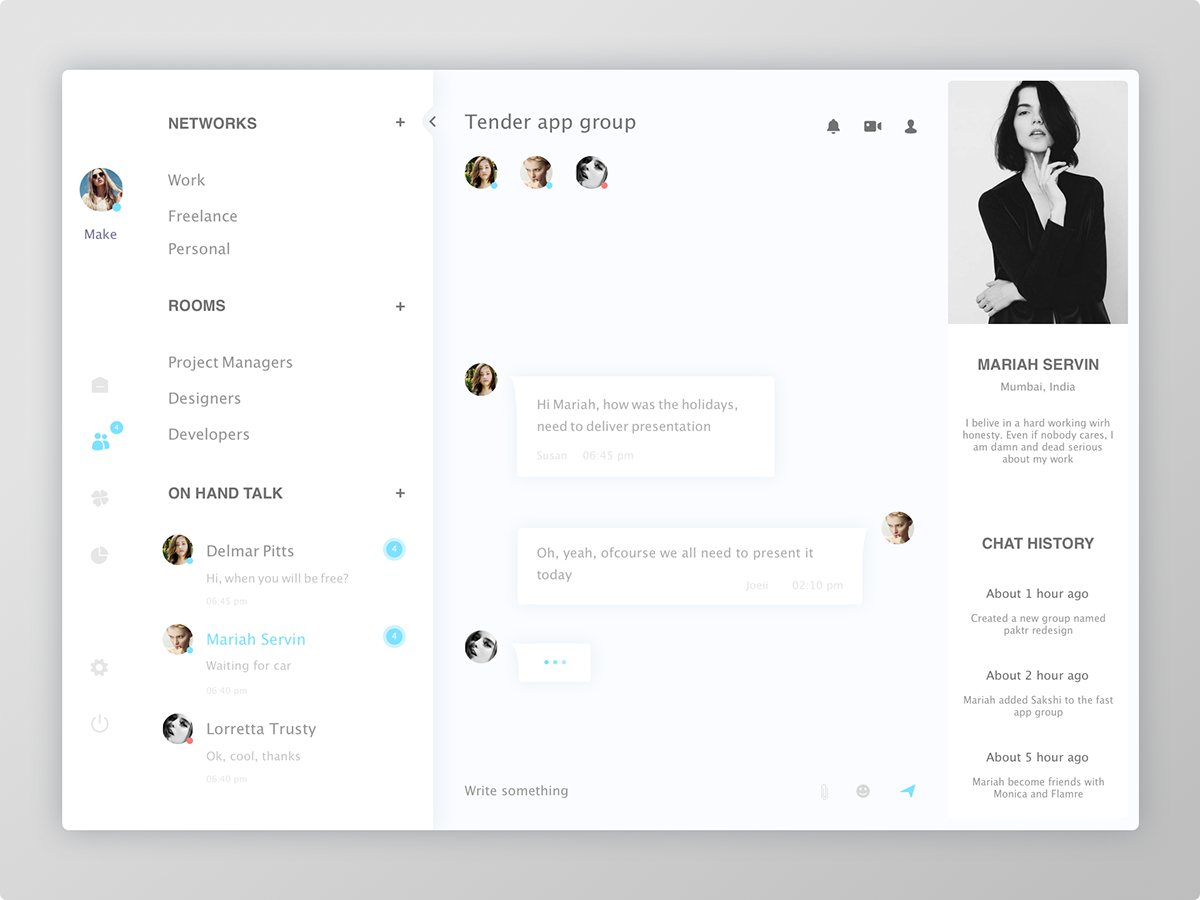 NETWORKS +
Make
Work
Freelance
Personal
ROOMS +
Project Managers
Designers
Developers
4
ON HAND TALK +
Delmar Pitts
4
Hi, when you will be free?
06:45 pm
Mariah Servin
4
Waiting for car
06:40 pm
Lorretta Trusty
Ok, cool, thanks
06:40 pm
Tender app group
Hi Mariah, how was the holidays,
need to deliver presentation
Susan 06:45 pm
Oh, yeah, ofcourse we all need to present it
today
Joeii 02:10 pm
Write something
MARIAH SERVIN
Mumbai, India
I belive in a hard working wirh
honesty. Even if nobody cares, I
am damn and dead serious
about my work
CHAT HISTORY
About 1 hour ago
Created a new group named
paktr redesign
About 2 hour ago
Mariah added Sakshi to the fast
app group
About 5 hour ago
Mariah become friends with
Monica and Flamre